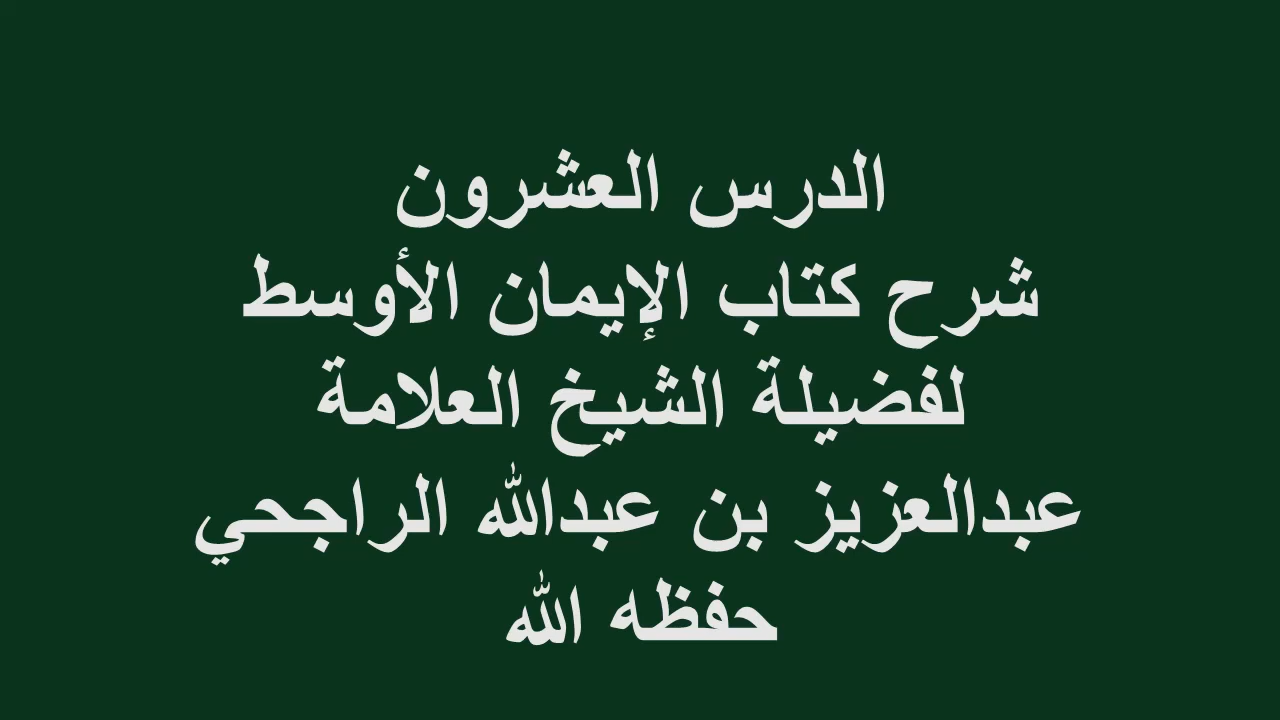 الدرس العشرون
شرح كتاب الإيمان الأوسط
لفضيلة الشيخ العلامة
عبدالعزيز بن عبدالله الراجحي
حفظه الله